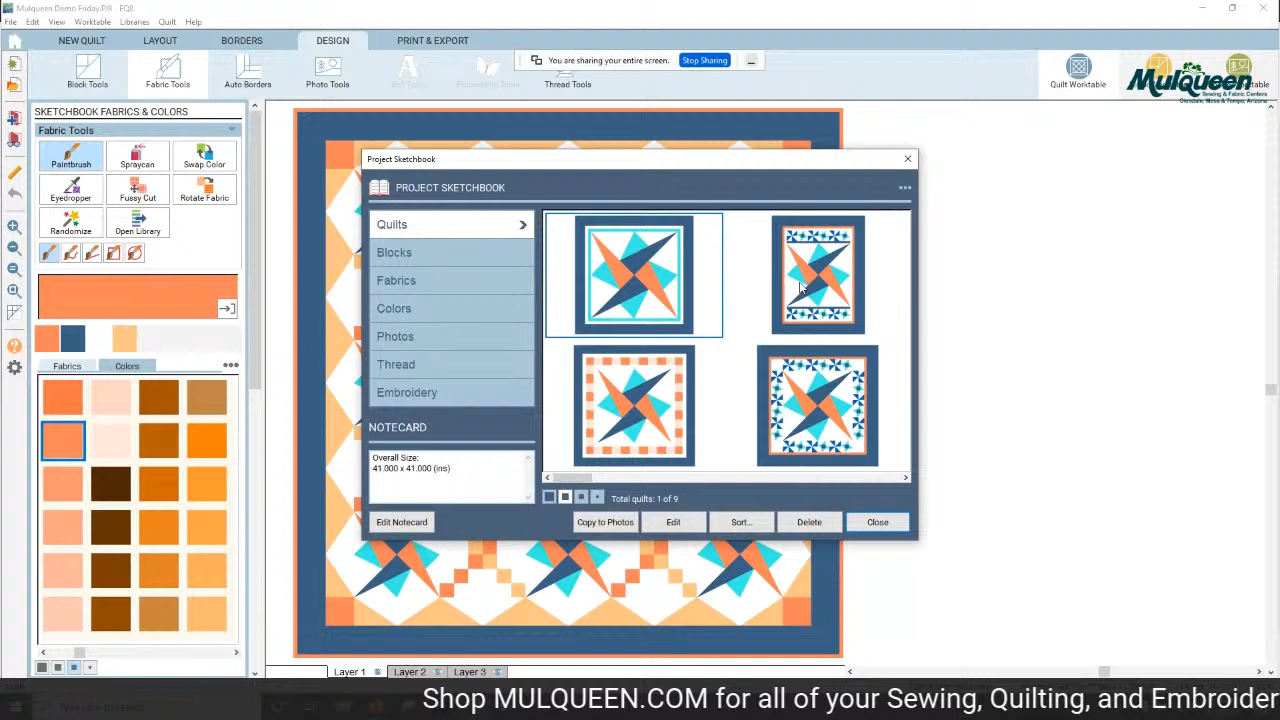 Mulqueen Demo Friday.PJ8 - EQ8
File Edit View Worktable Libraries Quilt Help
NEW QUILT LAYOUT BORDERS DESIGN PRINT & EXPORT
You are sharing your entire screen. Stop Sharing
Block Tools Fabric Tools Auto Borders Photo Tools Thread Tools Quilt Worktable
MulQueen
Sewing & Fabric Centers
Glendale, Mesa & Tempe, Arizona
SKETCHBOOK FABRICS & COLORS
Fabric Tools
Paintbrush Spraycan Swap Color
Eyedropper Fussy Cut Rotate Fabric
Randomize Open Library
Fabrics Colors
Project Sketchbook
PROJECT SKETCHBOOK
Quilts
Blocks
Fabrics
Colors
Photos
Thread
Embroidery
NOTECARD
Overall Size:
41.000 x 41.000 (ins)
Total quilts: 1 of 9
Edit Notecard Copy to Photos Edit Sort... Delete Close
Layer 1 Layer 2 Layer 3
Shop MULQUEEN.COM for all of your Sewing, Quilting, and Embroider